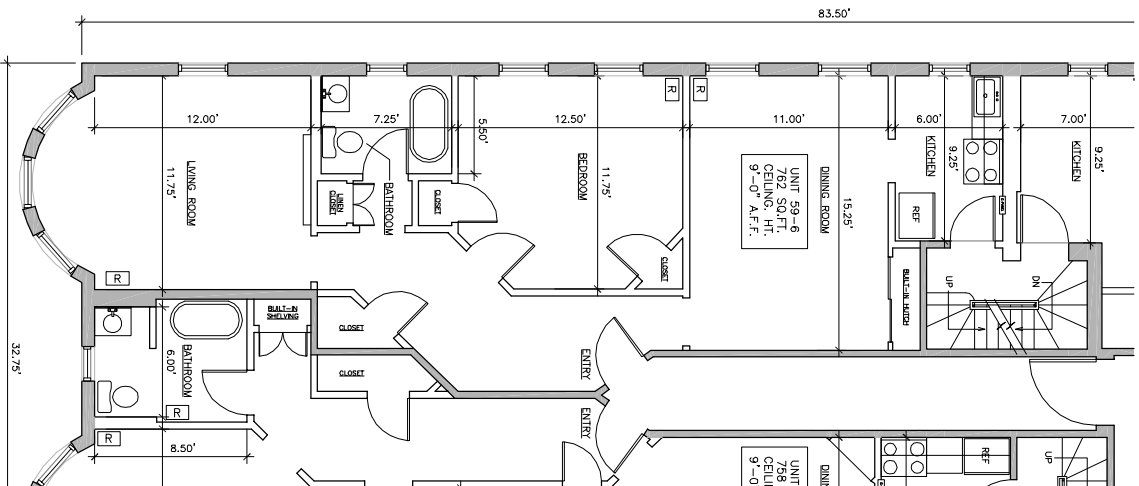 83.50'
12.00'
7.25'
5.50'
12.50'
11.00'
6.00'
7.00'
R
R
KITCHEN
9.25'
KITCHEN
9.25'
LIVING ROOM
11.75'
LINEN
CLOSET
BATHROOM
CLOSET
BEDROOM
11.75'
UNIT 59-6
762 SQ.FT.
CEILING. HT.
9'-0" A.F.F.
DINING ROOM
15.25'
REF
CLOSET
R
BUILT-IN HUTCH
UP
DN
BUILT-IN
SHELVING
CLOSET
32.75'
6.00'
BATHROOM
CLOSET
ENTRY
R
ENTRY
R
8.50'
UNIT
758
CEILI
9'-0
DININ
REF
UP